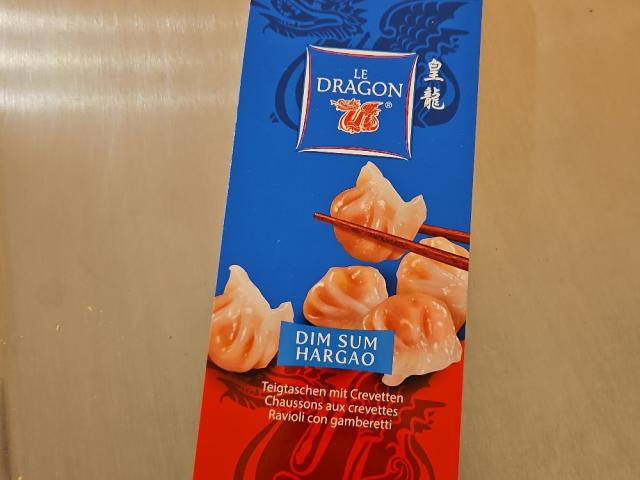 LE
DRAGON
®
皇
龍
DIM SUM
HARGAO
Teigtaschen mit Crevetten
Chaussons aux crevettes
Ravioli con gamberetti